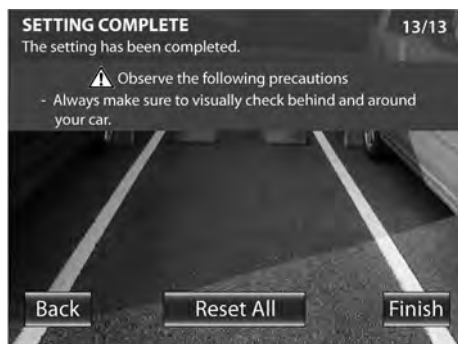 SETTING COMPLETE 13/13
The setting has been completed.
Observe the following precautions
- Always make sure to visually check behind and around
your car.
Back Reset All Finish